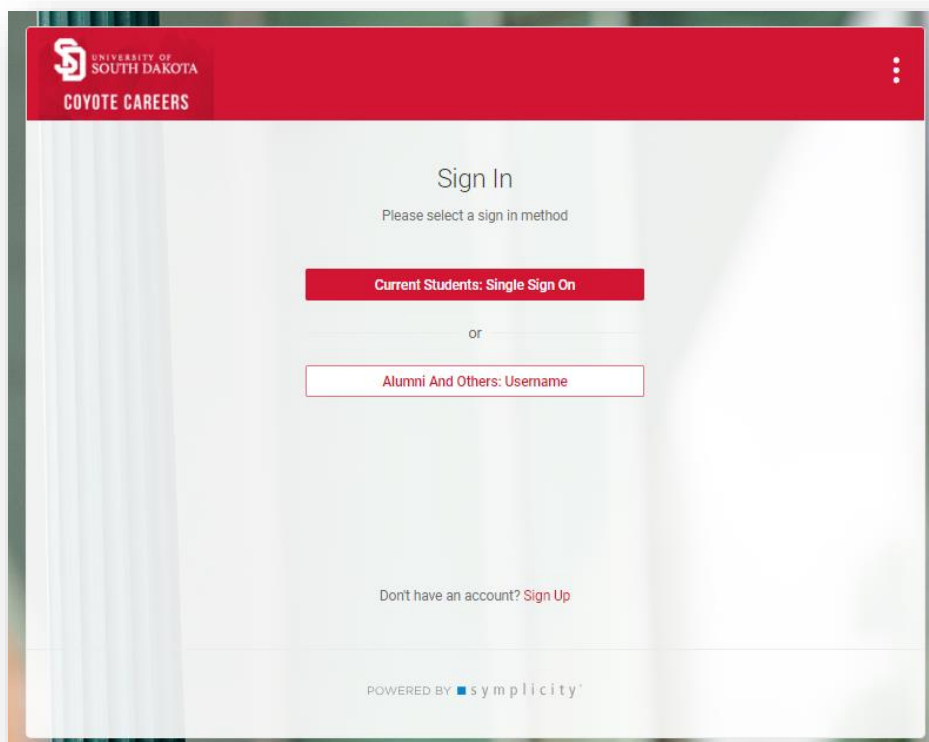 UNIVERSITY OF
SOUTH DAKOTA
COYOTE CAREERS
Sign In
Please select a sign in method
Current Students: Single Sign On
or
Alumni And Others: Username
Don't have an account? Sign Up
POWERED BY symplicity